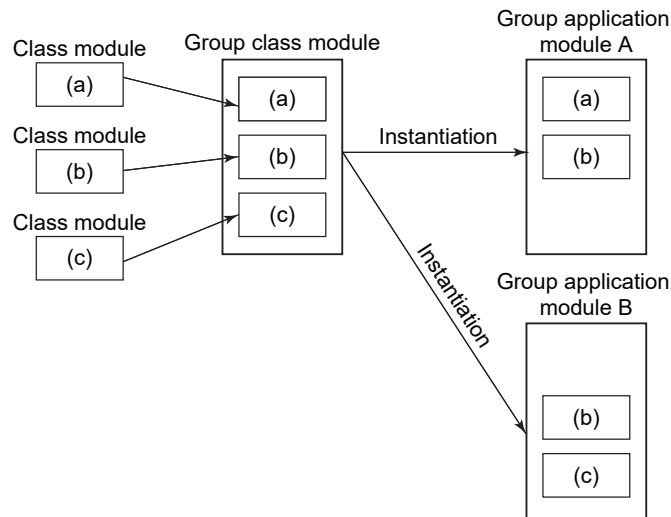 Class module
(a)
Class module
(b)
Class module
(c)
Group class module
(a)
(b)
(c)
Instantiation
Instantiation
Group application
module A
(a)
(b)
Group application
module B
(b)
(c)